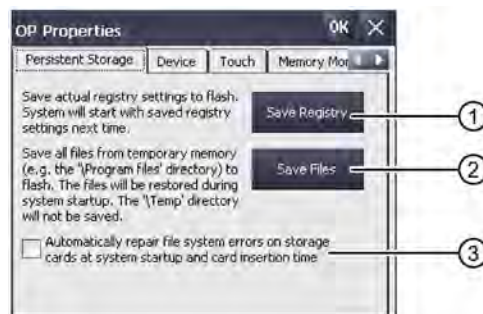 OP Properties OK ×
Persistent Storage Device Touch Memory Mor
Save actual registry settings to flash.
System will start with saved registry
settings next time.
Save Registry
1
Save all files from temporary memory
(e.g. the '\Program files' directory) to
flash. The files will be restored during
system startup. The '\Temp' directory
will not be saved.
Save Files
2
Automatically repair file system errors on storage
cards at system startup and card insertion time
3